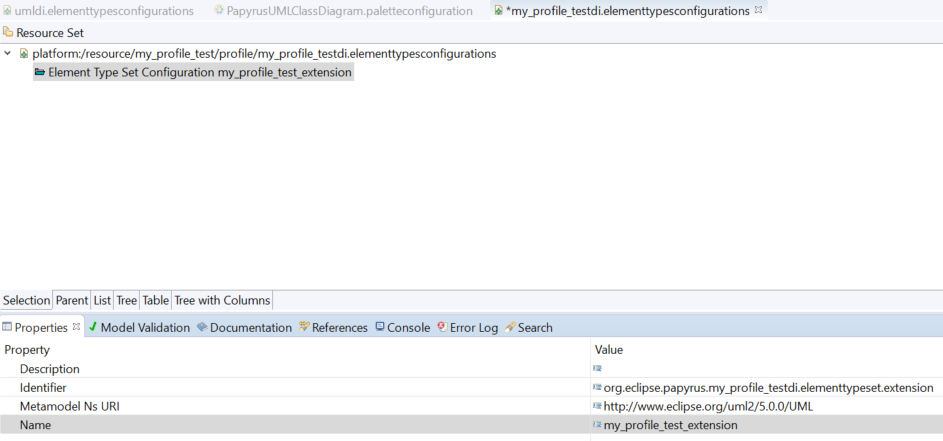 umldi.elementtypesconfigurations PapyrusUMLClassDiagram.paletteconfiguration *my_profile_testdi.elementtypesconfigurations
Resource Set
platform:/resource/my_profile_test/profile/my_profile_testdi.elementtypesconfigurations
Element Type Set Configuration my_profile_test_extension
Selection Parent List Tree Table Tree with Columns
Properties Model Validation Documentation References Console Error Log Search
Property Value
Description
Identifier org.eclipse.papyrus.my_profile_testdi.elementtypeset.extension
Metamodel Ns URI http://www.eclipse.org/uml2/5.0.0/UML
Name my_profile_test_extension